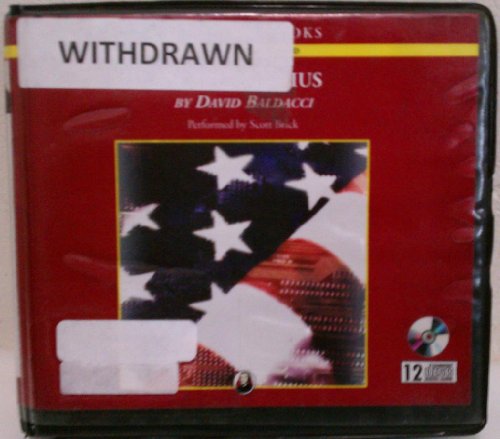 WITHDRAWN
OKS
IUS
BY DAVID BALDACCI
Performed by Scott Brick
12